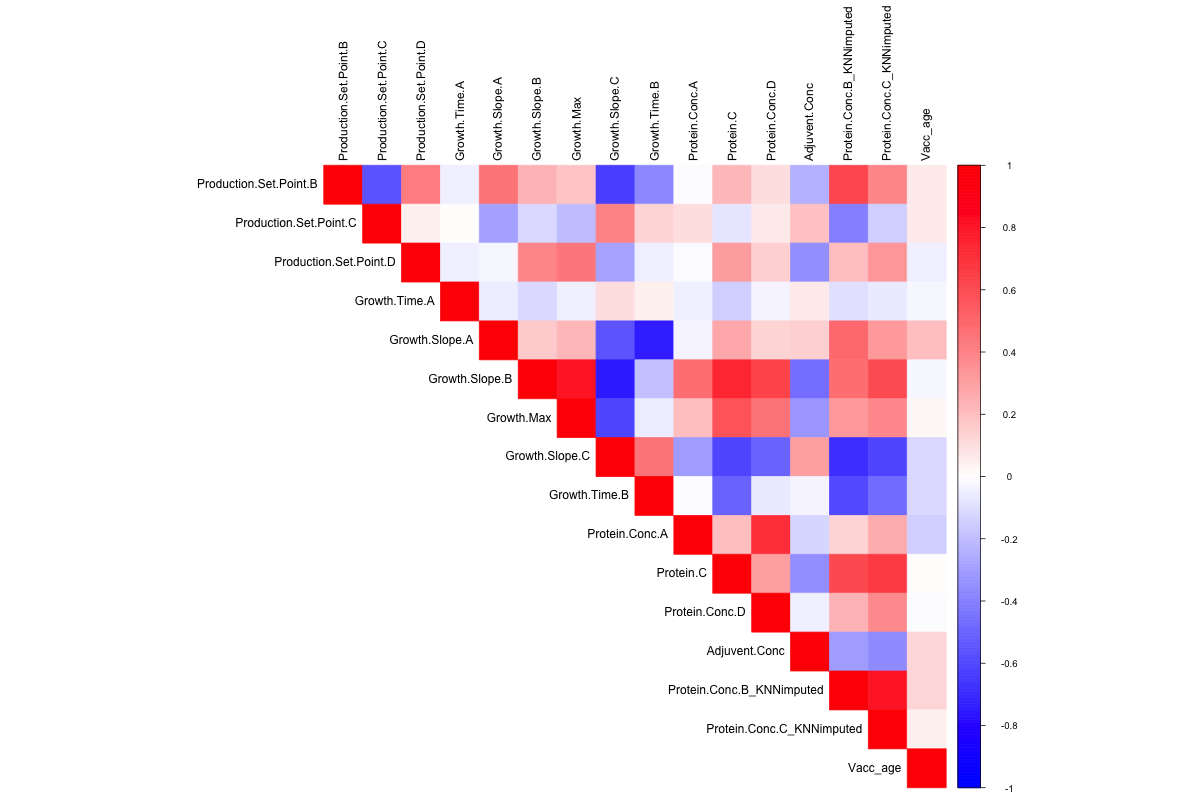 Production.Set.Point.B
Production.Set.Point.C
Production.Set.Point.D
Growth.Time.A
Growth.Slope.A
Growth.Slope.B
Growth.Max
Growth.Slope.C
Growth.Time.B
Protein.Conc.A
Protein.C
Protein.Conc.D
Adjuvent.Conc
Protein.Conc.B_KNNimputed
Protein.Conc.C_KNNimputed
Vacc_age
Production.Set.Point.B
Production.Set.Point.C
Production.Set.Point.D
Growth.Time.A
Growth.Slope.A
Growth.Slope.B
Growth.Max
Growth.Slope.C
Growth.Time.B
Protein.Conc.A
Protein.C
Protein.Conc.D
Adjuvent.Conc
Protein.Conc.B_KNNimputed
Protein.Conc.C_KNNimputed
Vacc_age
1
0.8
0.6
0.4
0.2
0
-0.2
-0.4
-0.6
-0.8
-1